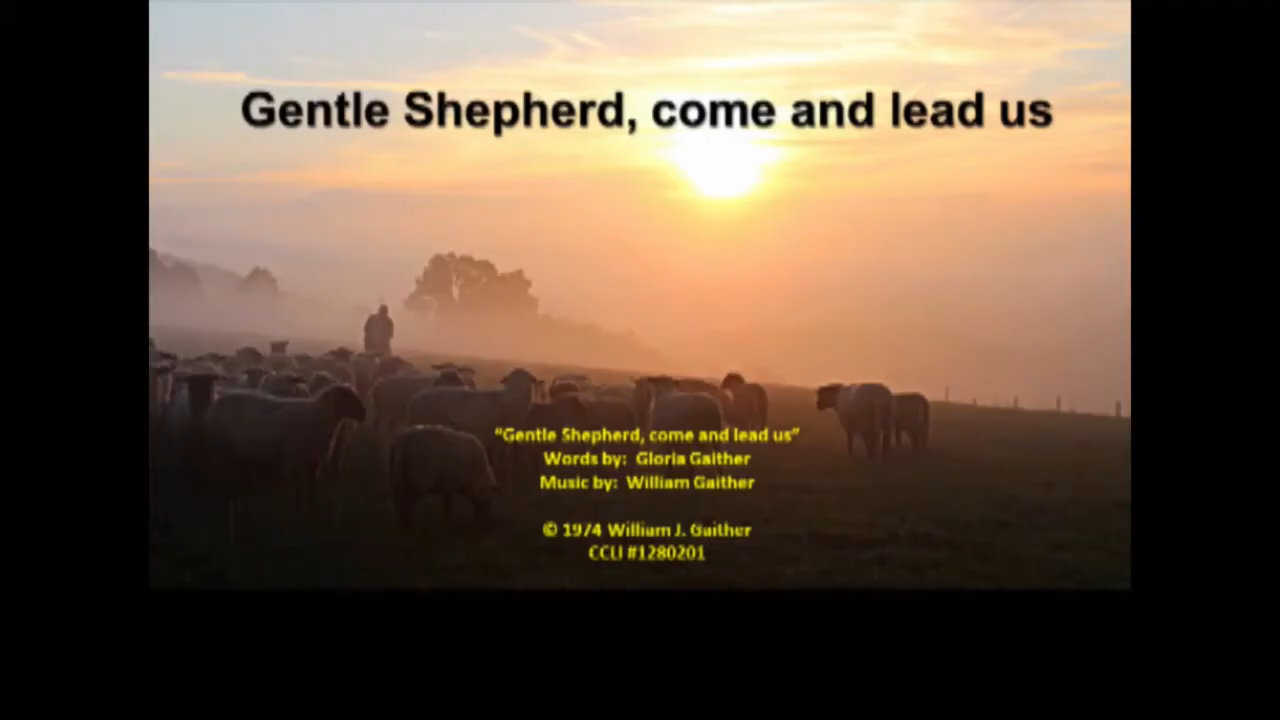 Gentle Shepherd, come and lead us
“Gentle Shepherd, come and lead us”
Words by: Gloria Gaither
Music by: William Gaither
© 1974 William J. Gaither
CCLI #1280201